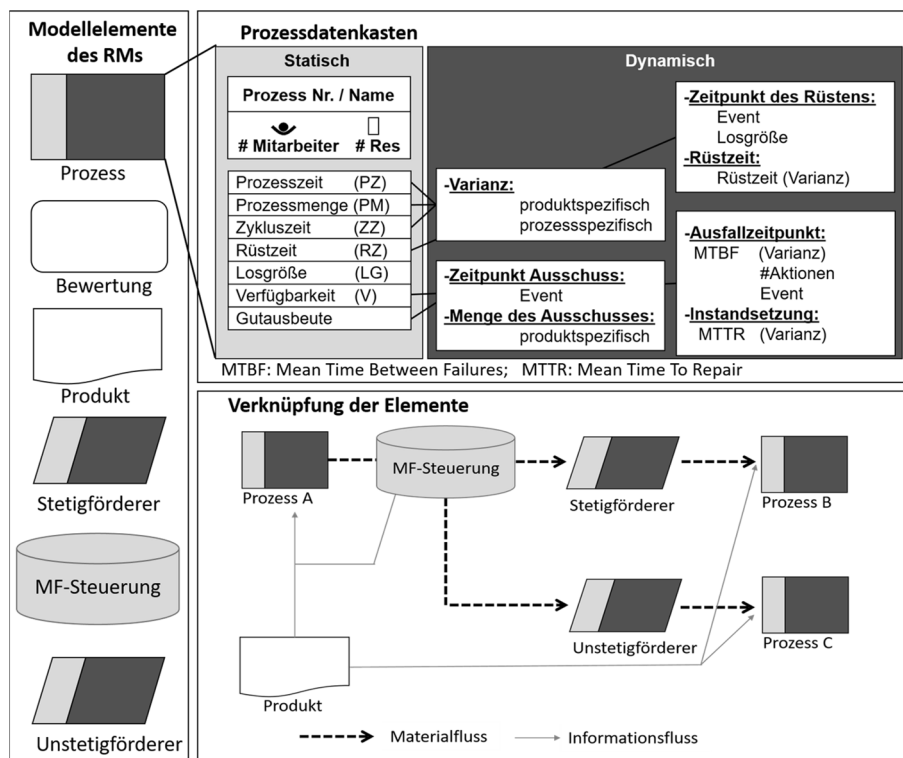 Modellelemente
des RMs
Prozess
Bewertung
Produkt
Stetigförderer
MF-Steuerung
Unstetigförderer
Prozessdatenkasten
Statisch
Prozess Nr. / Name
# Mitarbeiter # Res
Prozesszeit (PZ)
Prozessmenge (PM)
Zykluszeit (ZZ)
Rüstzeit (RZ)
Losgröße (LG)
Verfügbarkeit (V)
Gutausbeute
Dynamisch
-Varianz:
produktspezifisch
prozessspezifisch
-Zeitpunkt Ausschuss:
Event
-Menge des Ausschusses:
produktspezifisch
-Zeitpunkt des Rüstens:
Event
Losgröße
-Rüstzeit:
Rüstzeit (Varianz)
-Ausfallzeitpunkt:
MTBF (Varianz)
#Aktionen
Event
-Instandsetzung:
MTTR (Varianz)
MTBF: Mean Time Between Failures; MTTR: Mean Time To Repair
Verknüpfung der Elemente
Prozess A
MF-Steuerung
Stetigförderer
Prozess B
Unstetigförderer
Prozess C
Produkt
Materialfluss
Informationsfluss